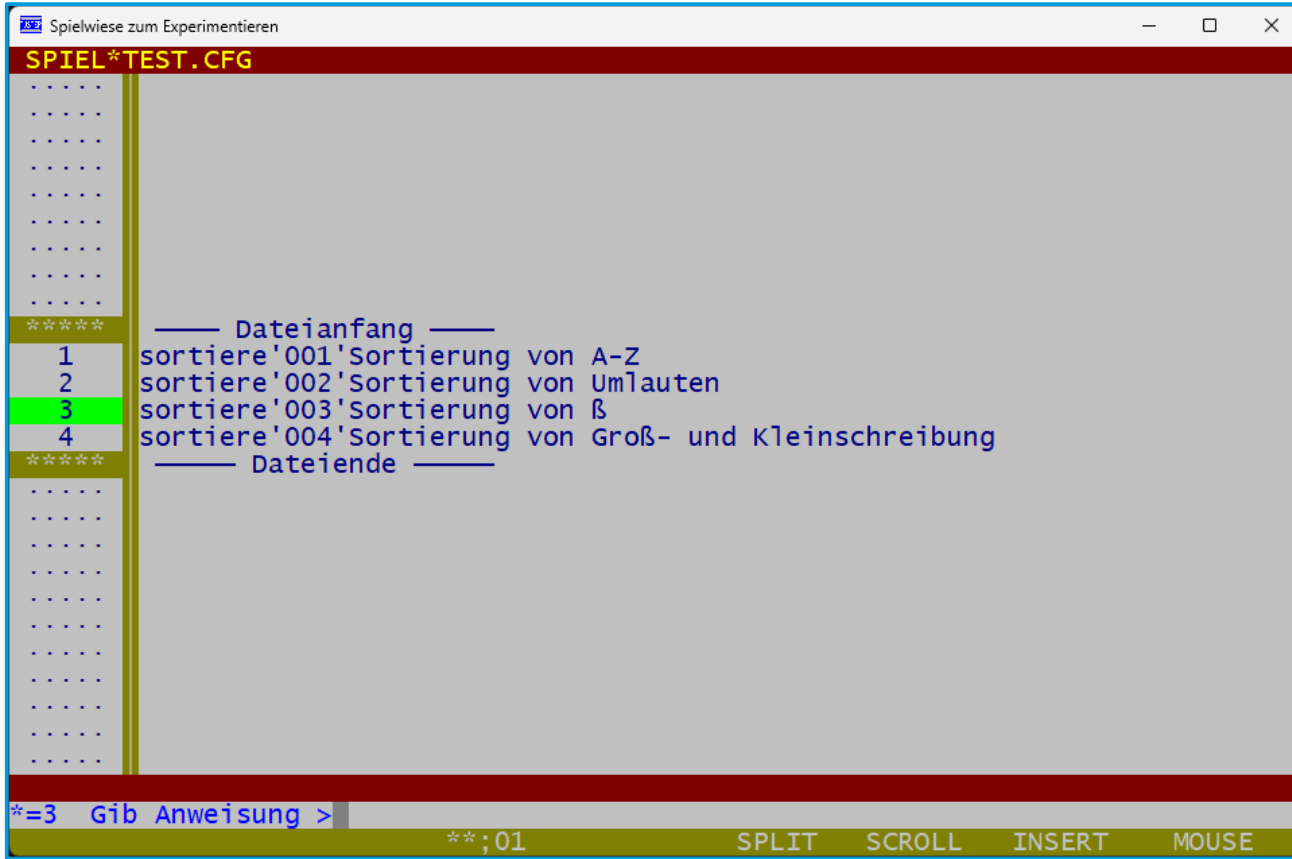 Spielwiese zum Experimentieren
SPIEL*TEST.CFG
.....
.....
.....
.....
.....
.....
.....
.....
.....
***** ──── Dateianfang ────
1 sortiere'001'Sortierung von A-Z
2 sortiere'002'Sortierung von Umlauten
3 sortiere'003'Sortierung von ß
4 sortiere'004'Sortierung von Groß- und Kleinschreibung
***** ───── Dateiende ─────
.....
.....
.....
.....
.....
.....
.....
.....
.....
.....
.....
*=3 Gib Anweisung >
**;01 SPLIT SCROLL INSERT MOUSE